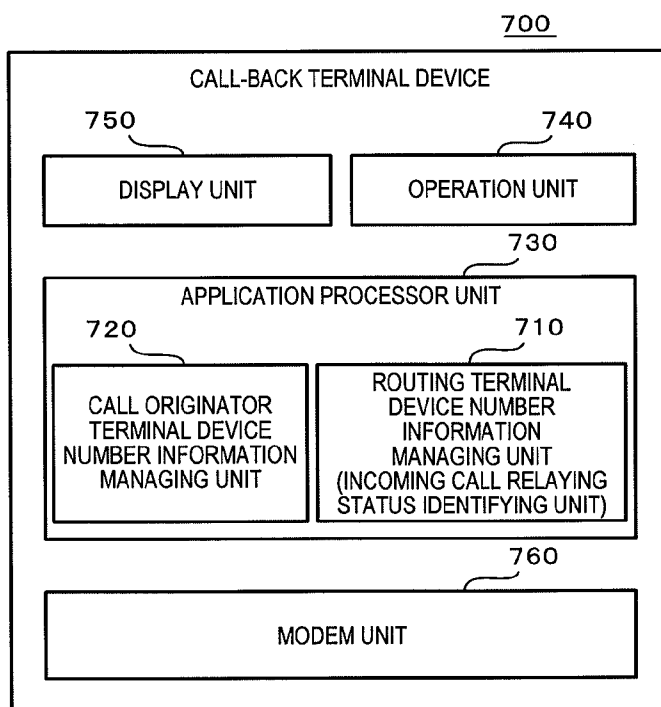 700
CALL-BACK TERMINAL DEVICE
750
740
DISPLAY UNIT
OPERATION UNIT
730
APPLICATION PROCESSOR UNIT
720
710
CALL ORIGINATOR
TERMINAL DEVICE
NUMBER INFORMATION
MANAGING UNIT
ROUTING TERMINAL
DEVICE NUMBER
INFORMATION
MANAGING UNIT
(INCOMING CALL RELAYING
STATUS IDENTIFYING UNIT)
760
MODEM UNIT